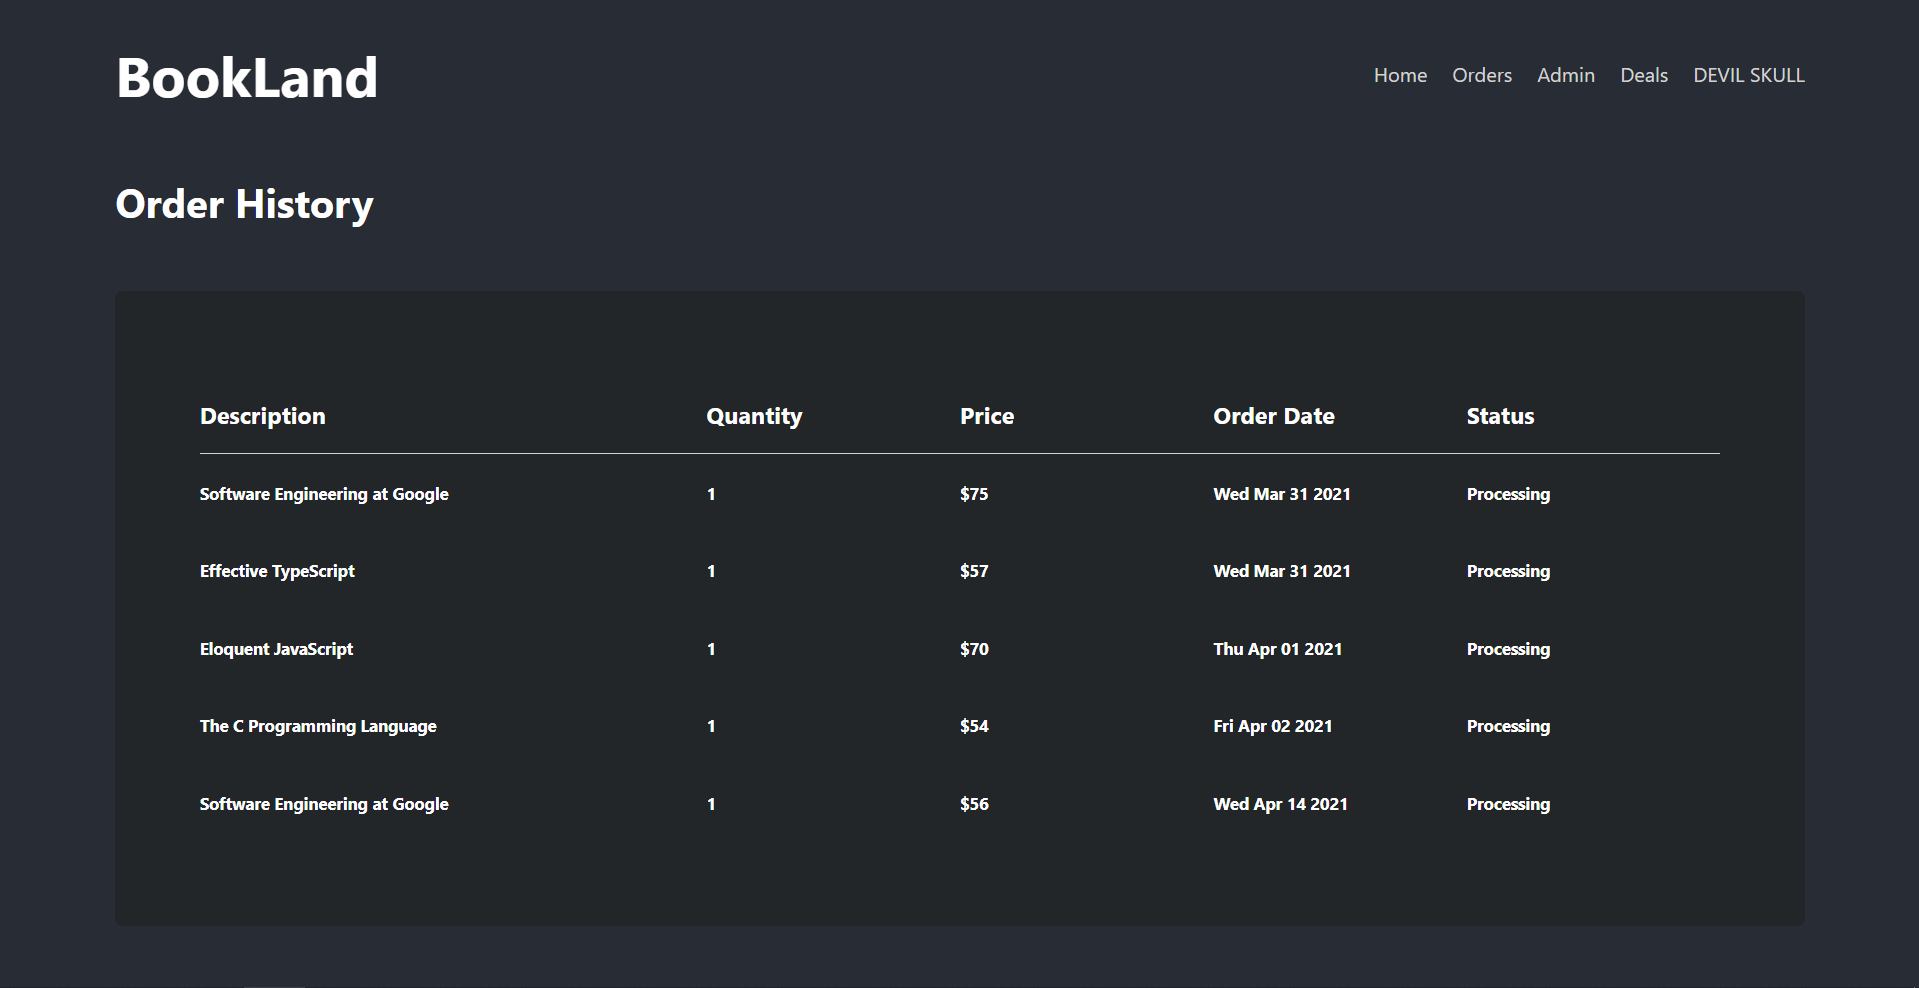 BookLand
Home Orders Admin Deals DEVIL SKULL
Order History
Description Quantity Price Order Date Status
Software Engineering at Google 1 $75 Wed Mar 31 2021 Processing
Effective TypeScript 1 $57 Wed Mar 31 2021 Processing
Eloquent JavaScript 1 $70 Thu Apr 01 2021 Processing
The C Programming Language 1 $54 Fri Apr 02 2021 Processing
Software Engineering at Google 1 $56 Wed Apr 14 2021 Processing